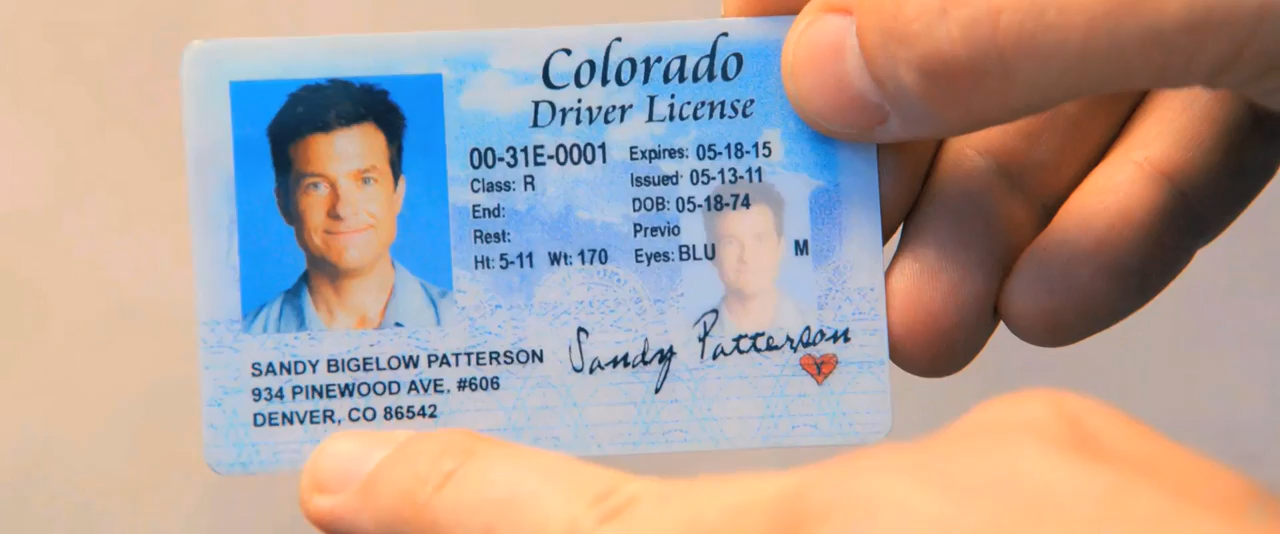 Colorado
Driver License
00-31E-0001
Class: R
End:
Rest:
Ht: 5-11 Wt: 170
Expires: 05-18-15
Issued: 05-13-11
DOB: 05-18-74
Previo
Eyes: BLU M
SANDY BIGELOW PATTERSON
934 PINEWOOD AVE. #606
DENVER, CO 86542
Sandy Patterson
Y